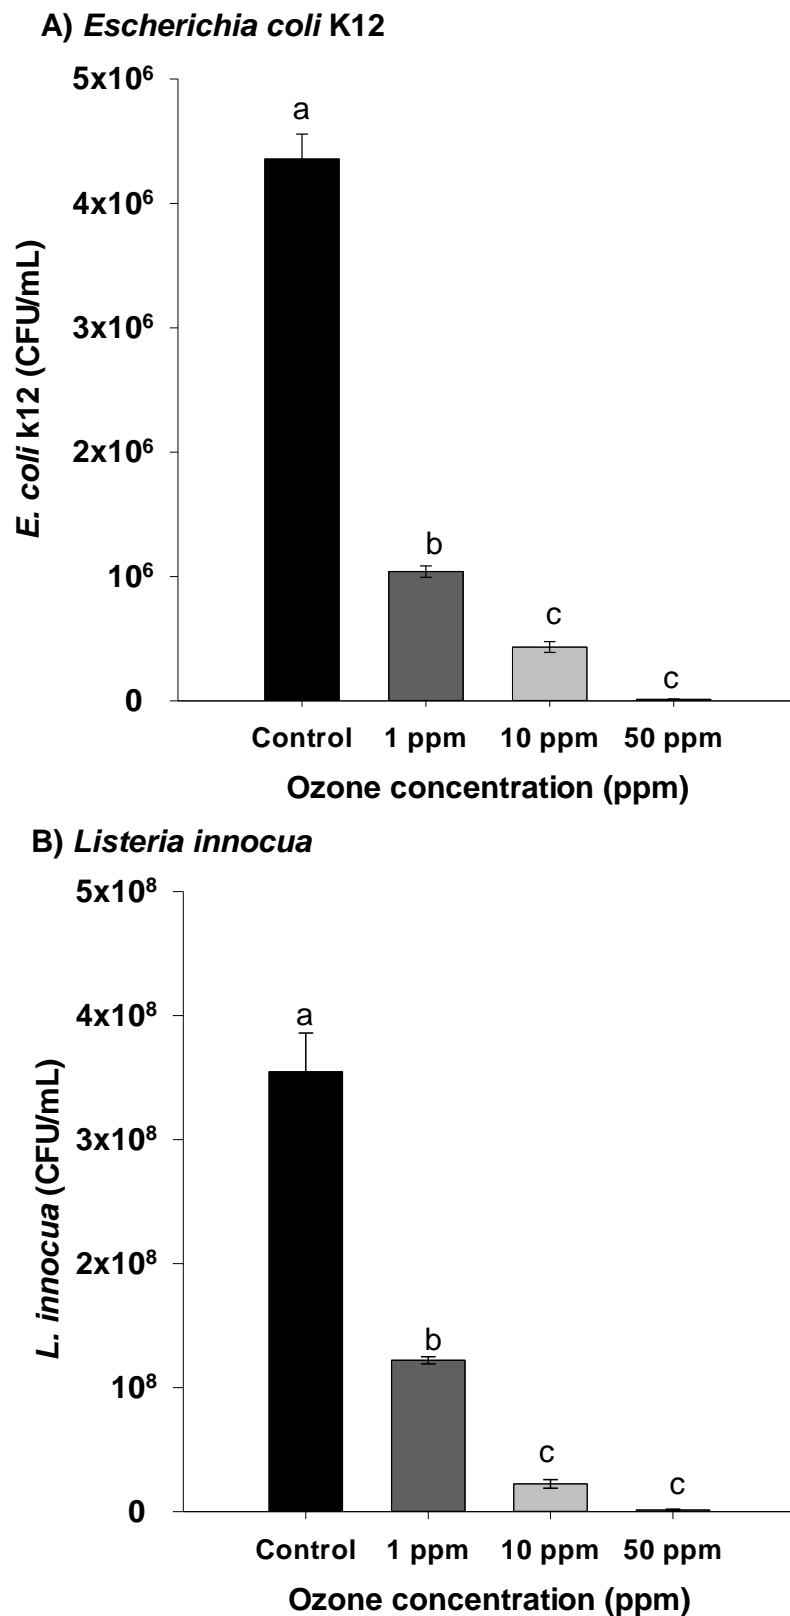 A) Escherichia coli K12
5x10⁶
a
4x10⁶
3x10⁶
2x10⁶
b
10⁶
c
c
0
E. coli k12 (CFU/mL)
Control 1 ppm 10 ppm 50 ppm
Ozone concentration (ppm)
B) Listeria innocua
5x10⁸
4x10⁸
a
3x10⁸
2x10⁸
b
10⁸
c
c
0
L. innocua (CFU/mL)
Control 1 ppm 10 ppm 50 ppm
Ozone concentration (ppm)